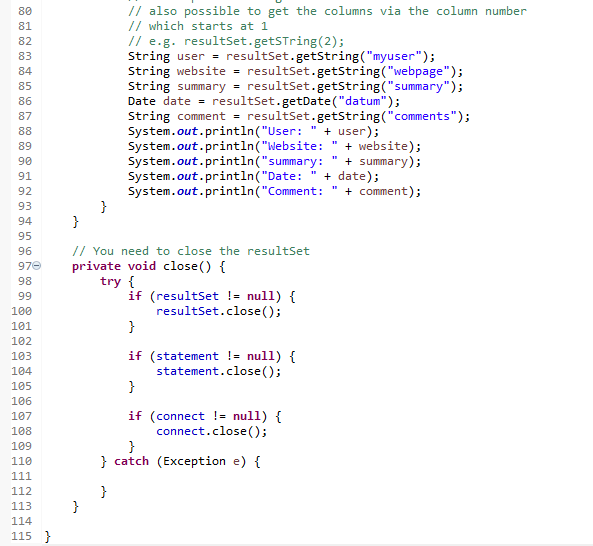 80 // also possible to get the columns via the column number
81 // which starts at 1
82 // e.g. resultSet.getSTring(2);
83 String user = resultSet.getString("myuser");
84 String website = resultSet.getString("webpage");
85 String summary = resultSet.getString("summary");
86 Date date = resultSet.getDate("datum");
87 String comment = resultSet.getString("comments");
88 System.out.println("User: " + user);
89 System.out.println("Website: " + website);
90 System.out.println("summary: " + summary);
91 System.out.println("Date: " + date);
92 System.out.println("Comment: " + comment);
93 }
94 }
95
96 // You need to close the resultSet
97 private void close() {
98 try {
99 if (resultSet != null) {
100 resultSet.close();
101 }
102
103 if (statement != null) {
104 statement.close();
105 }
106
107 if (connect != null) {
108 connect.close();
109 }
110 } catch (Exception e) {
111
112 }
113 }
114
115 }